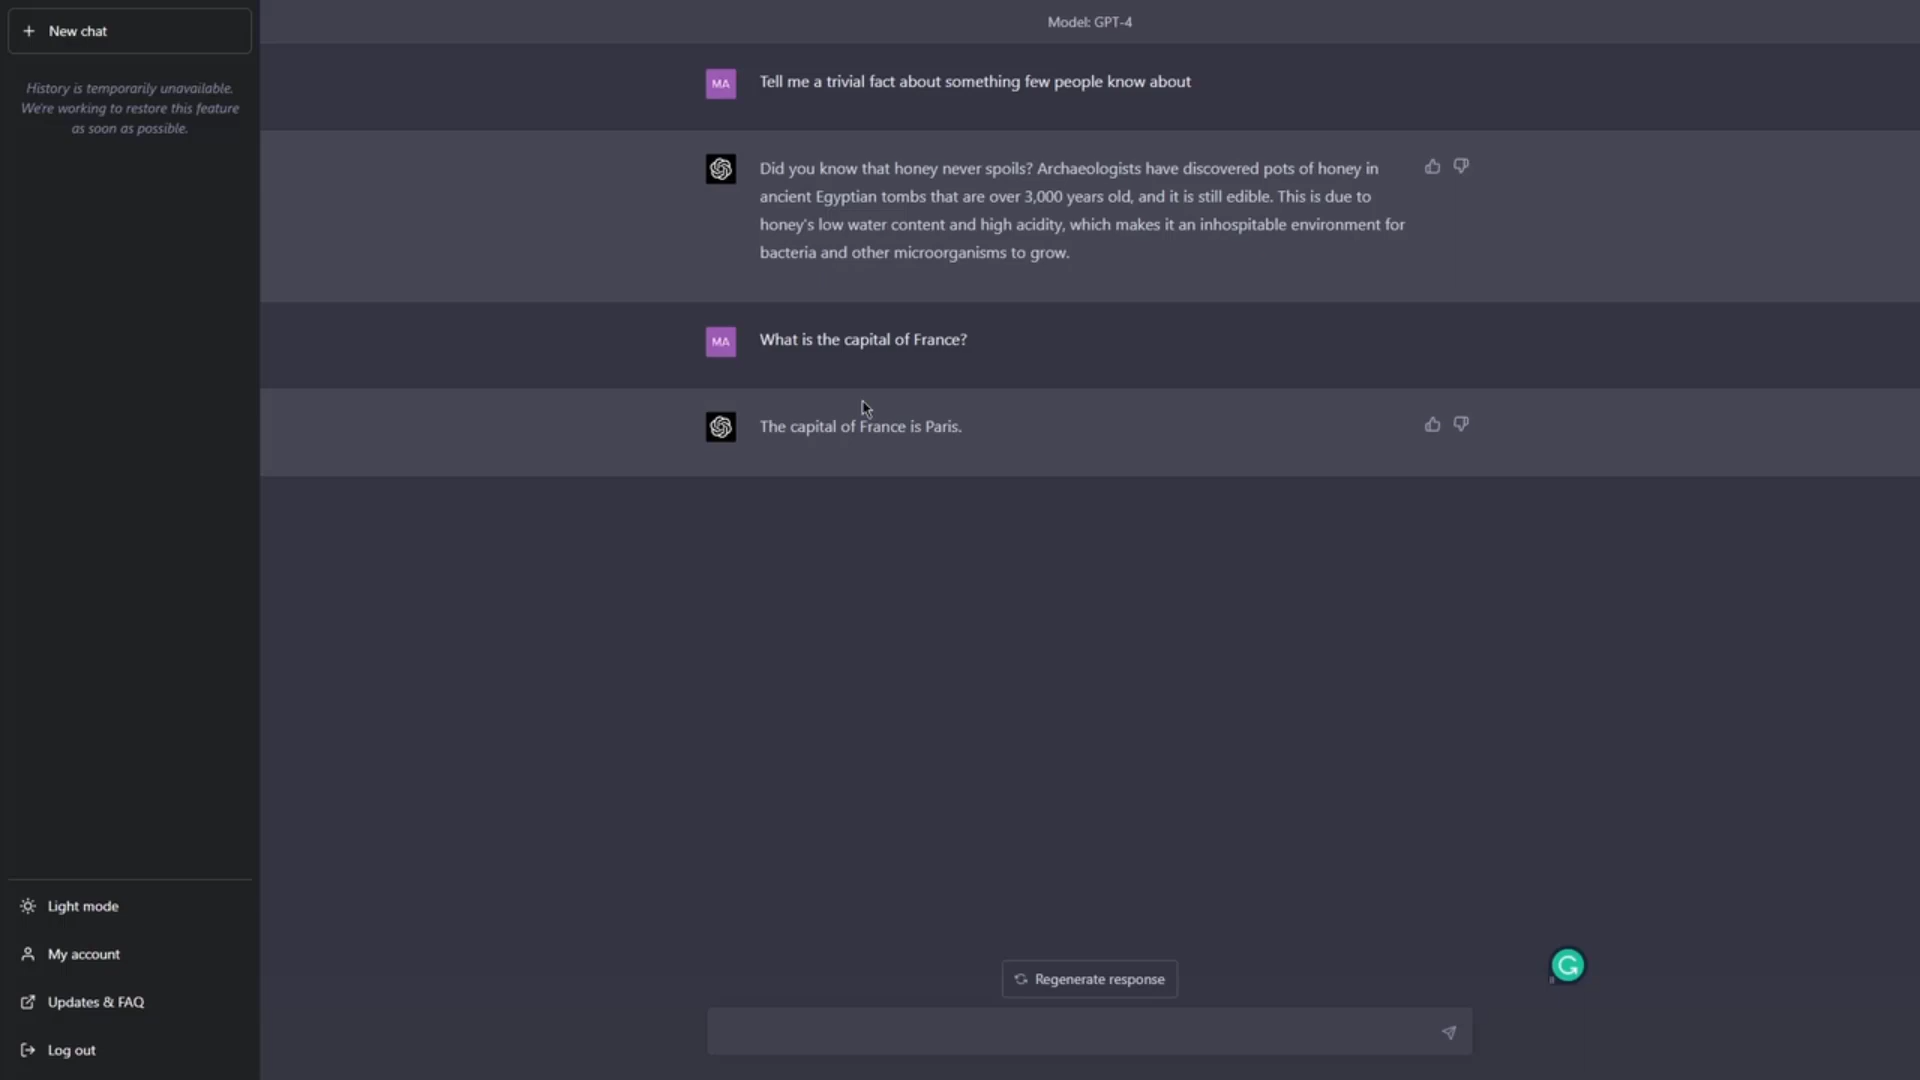 New chat
History is temporarily unavailable.
We're working to restore this feature
as soon as possible.
Light mode
My account
Updates & FAQ
Log out
Model: GPT-4
MA
Tell me a trivial fact about something few people know about
Did you know that honey never spoils? Archaeologists have discovered pots of honey in
ancient Egyptian tombs that are over 3,000 years old, and it is still edible. This is due to
honey's low water content and high acidity, which makes it an inhospitable environment for
bacteria and other microorganisms to grow.
MA
What is the capital of France?
The capital of France is Paris.
Regenerate response